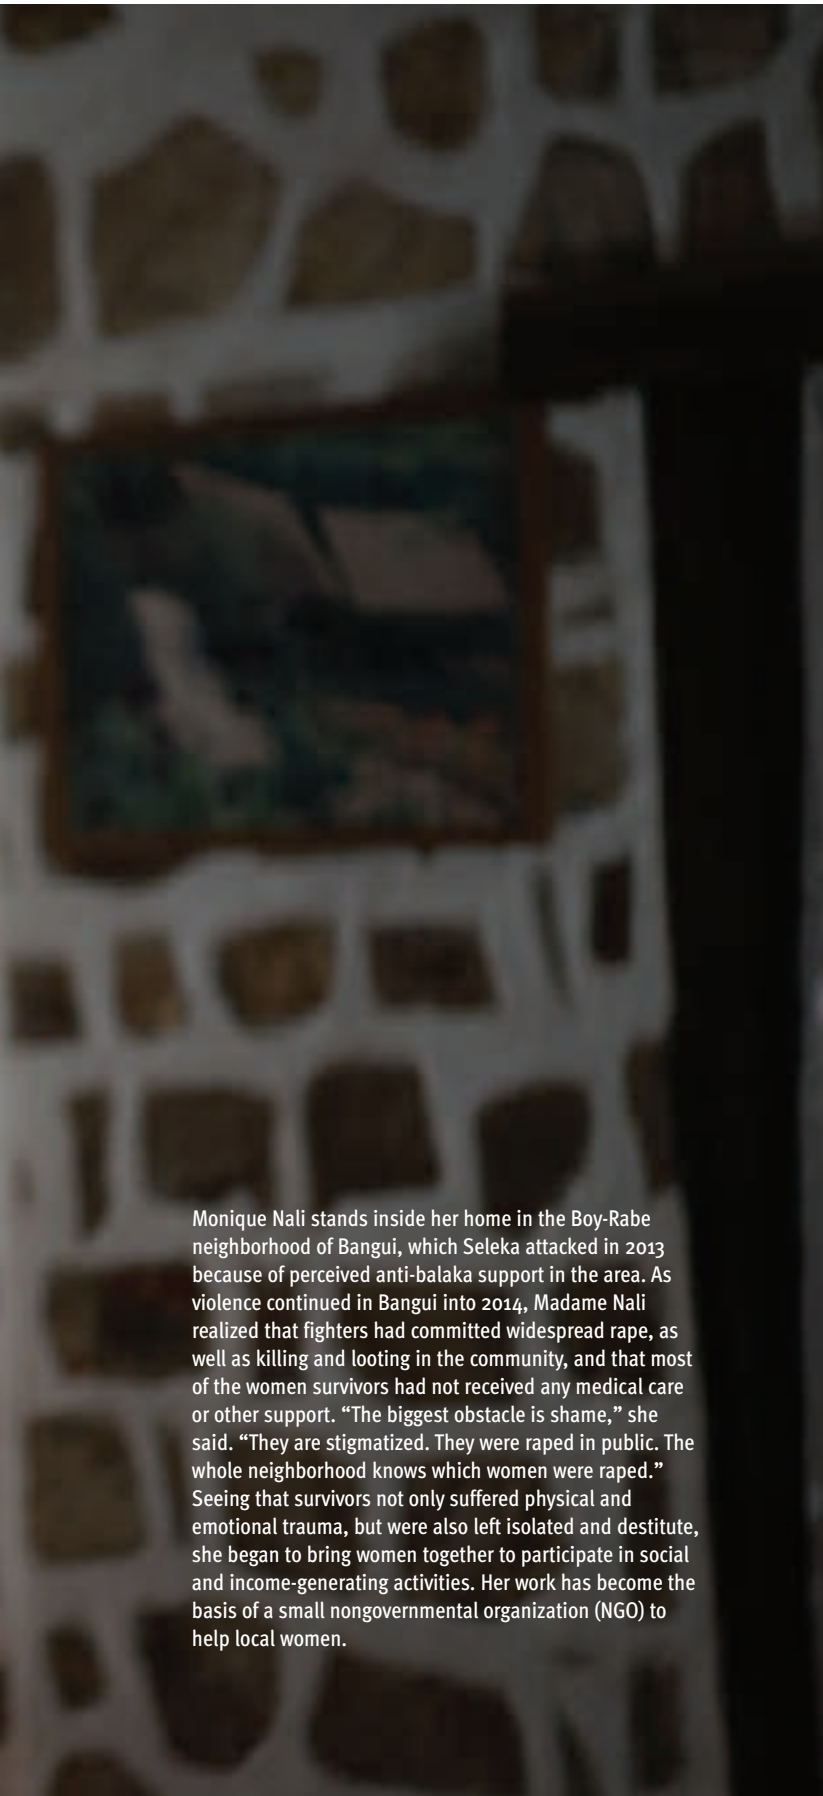 Monique Nali stands inside her home in the Boy-Rabe
neighborhood of Bangui, which Seleka attacked in 2013
because of perceived anti-balaka support in the area. As
violence continued in Bangui into 2014, Madame Nali
realized that fighters had committed widespread rape, as
well as killing and looting in the community, and that most
of the women survivors had not received any medical care
or other support. “The biggest obstacle is shame,” she
said. “They are stigmatized. They were raped in public. The
whole neighborhood knows which women were raped.”
Seeing that survivors not only suffered physical and
emotional trauma, but were also left isolated and destitute,
she began to bring women together to participate in social
and income-generating activities. Her work has become the
basis of a small nongovernmental organization (NGO) to
help local women.